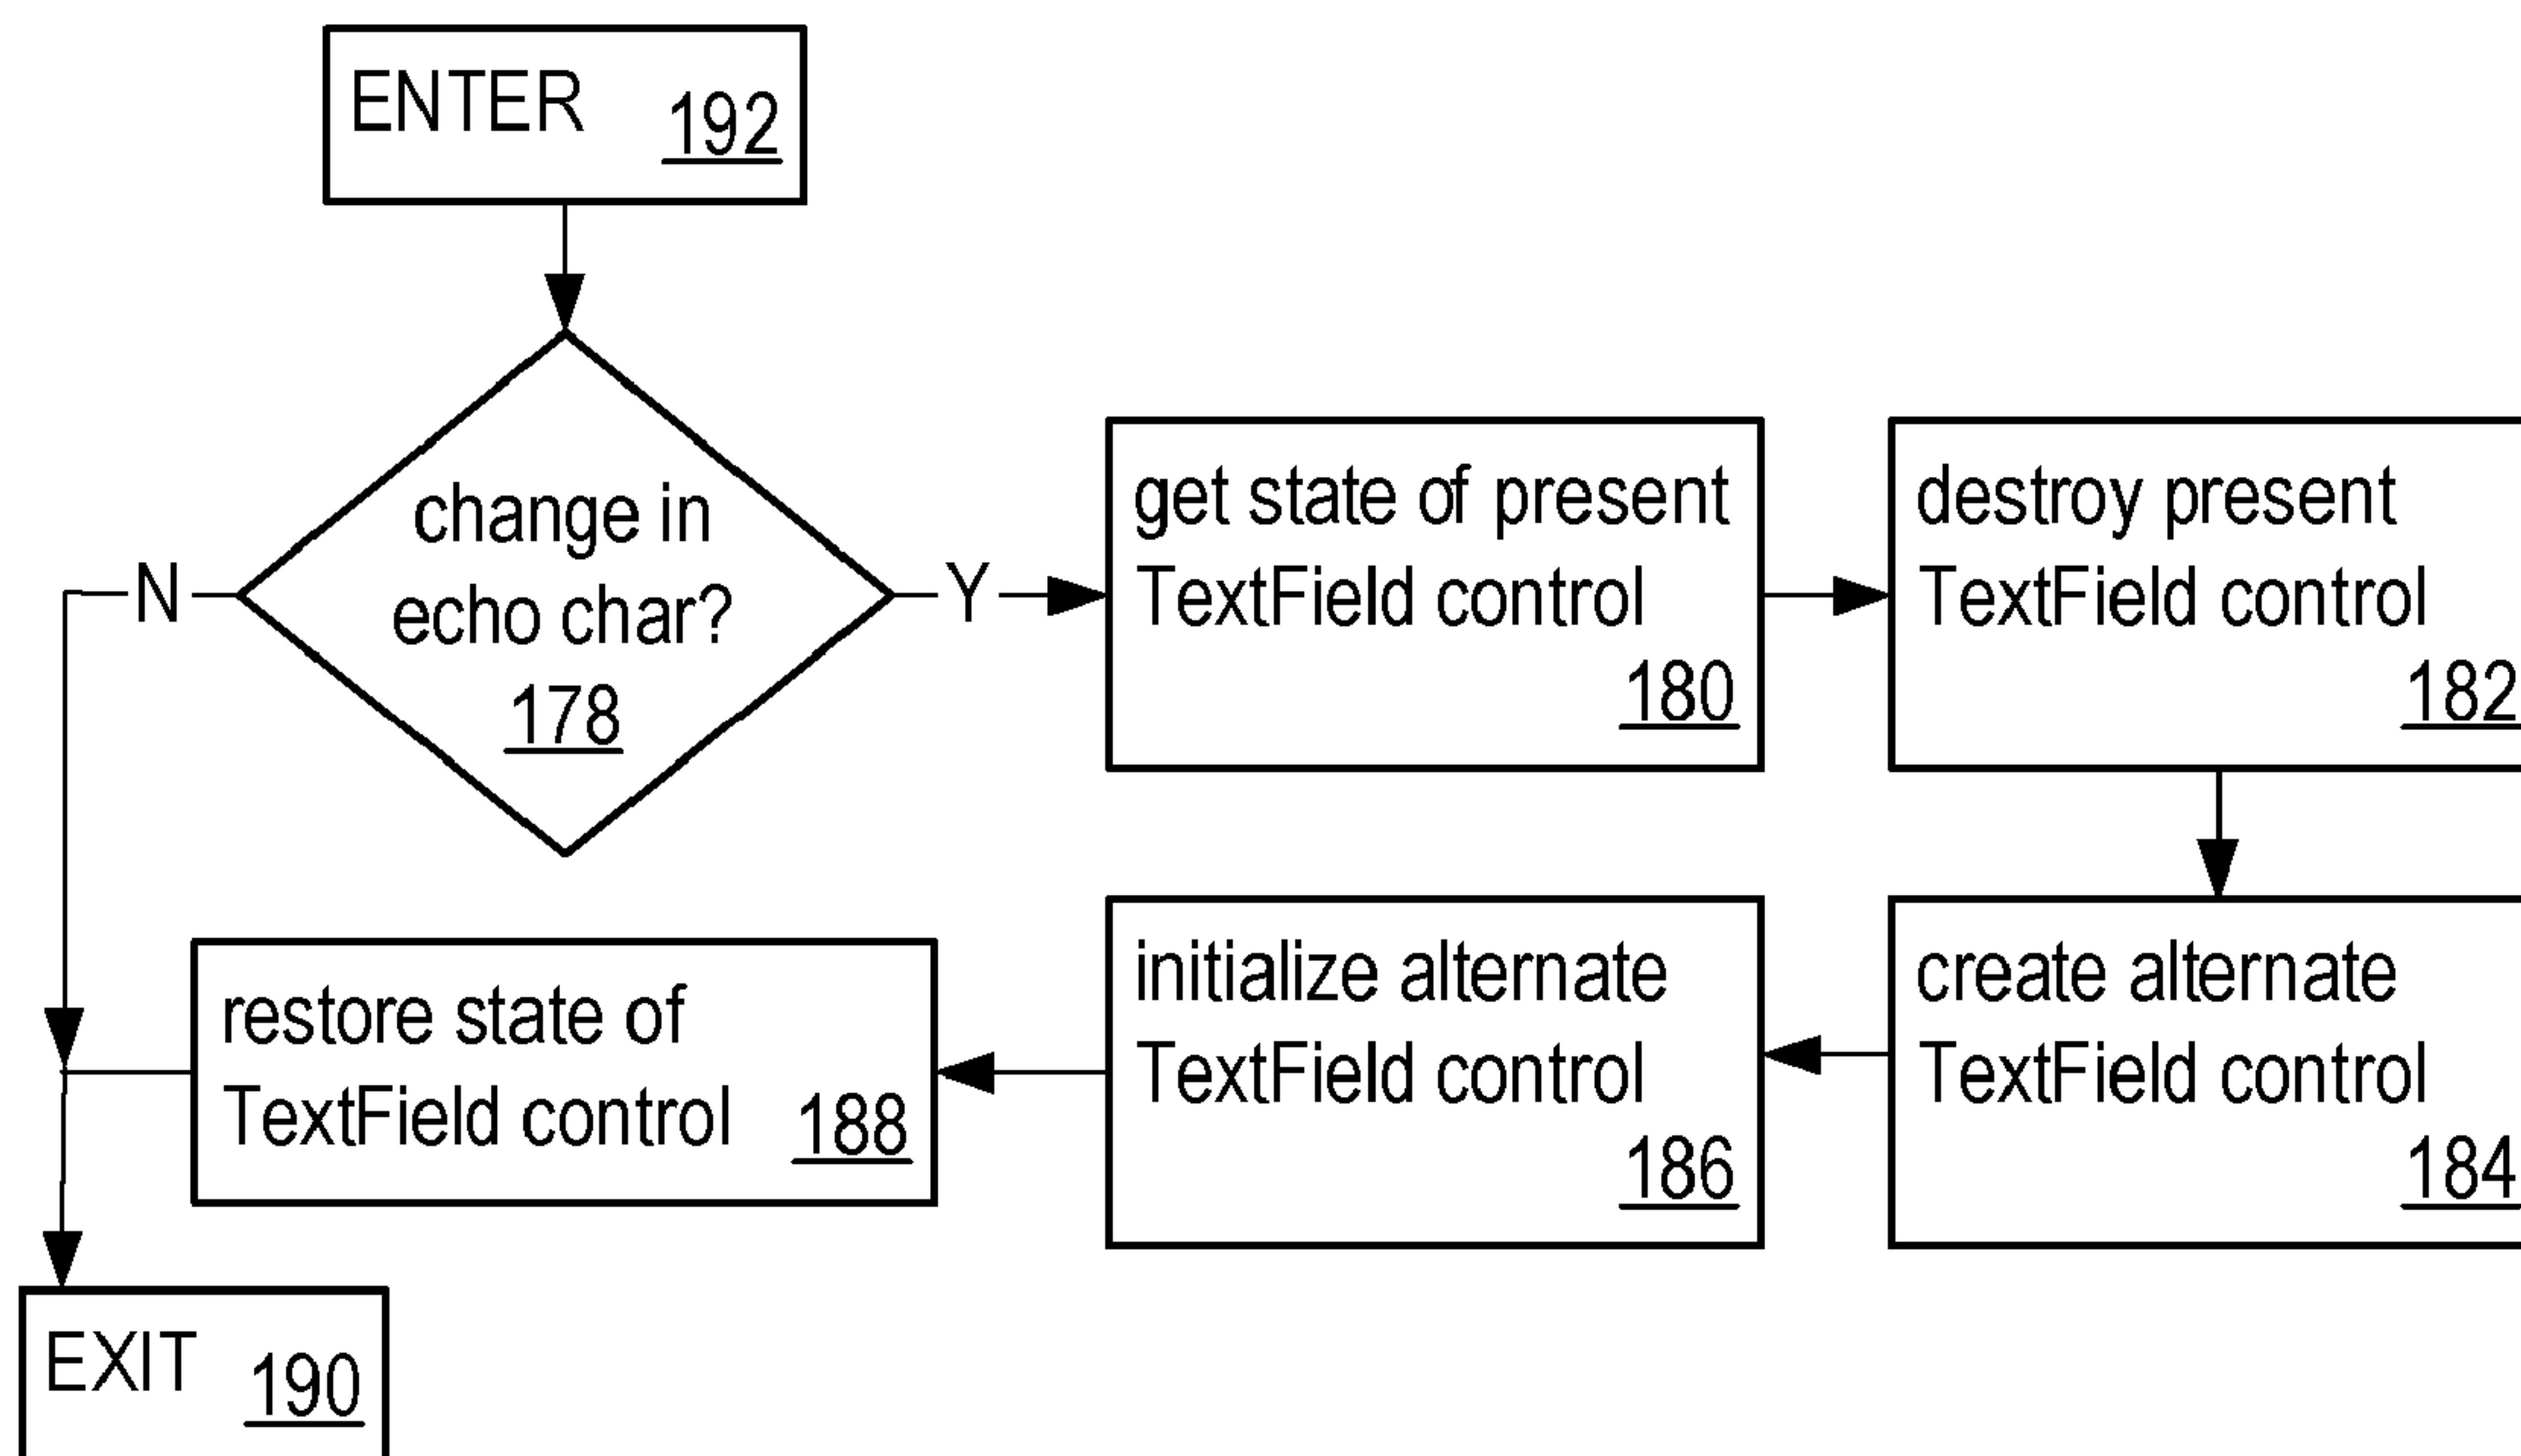 ENTER 192
change in
echo char?
178
N
Y
get state of present
TextField control
180
destroy present
TextField control
182
create alternate
TextField control
184
initialize alternate
TextField control
186
restore state of
TextField control 188
EXIT 190